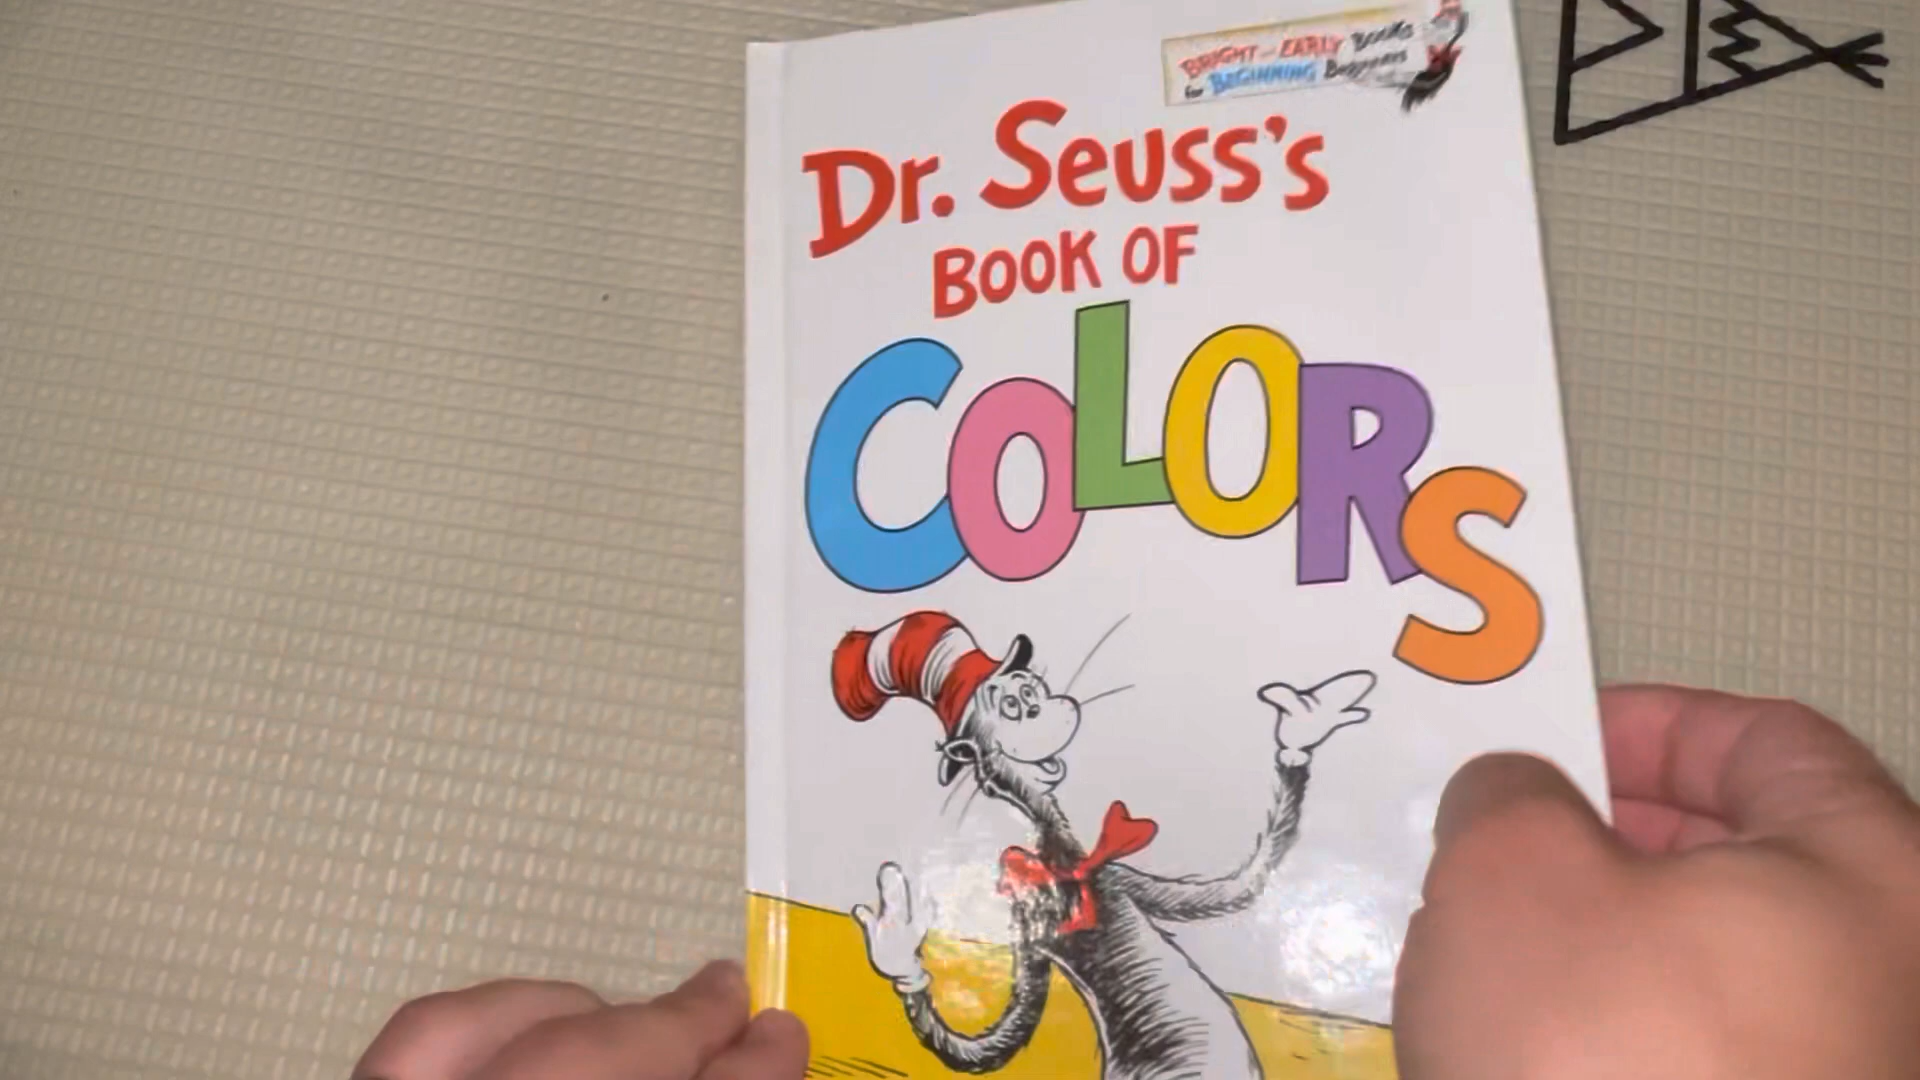 BRIGHT and EARLY Books
for BEGINNING Beginners
Dr. Seuss's
BOOK OF
COLORS